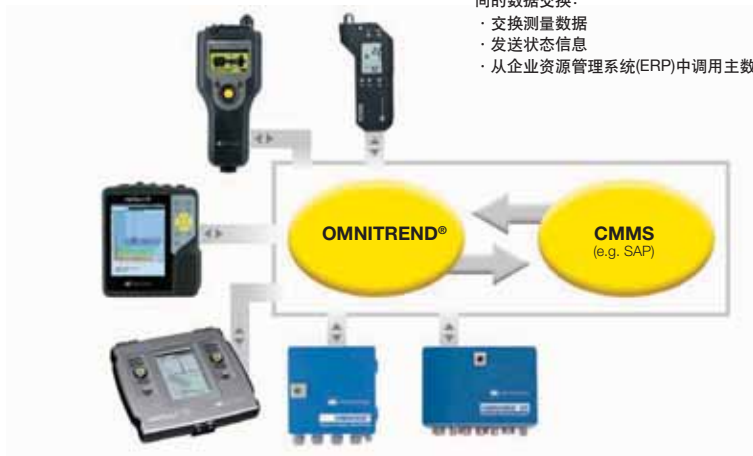 间的数据交换：
· 交换测量数据
· 发送状态信息
· 从企业资源管理系统(ERP)中调用主数
OMNITREND®
CMMS
(e.g. SAP)